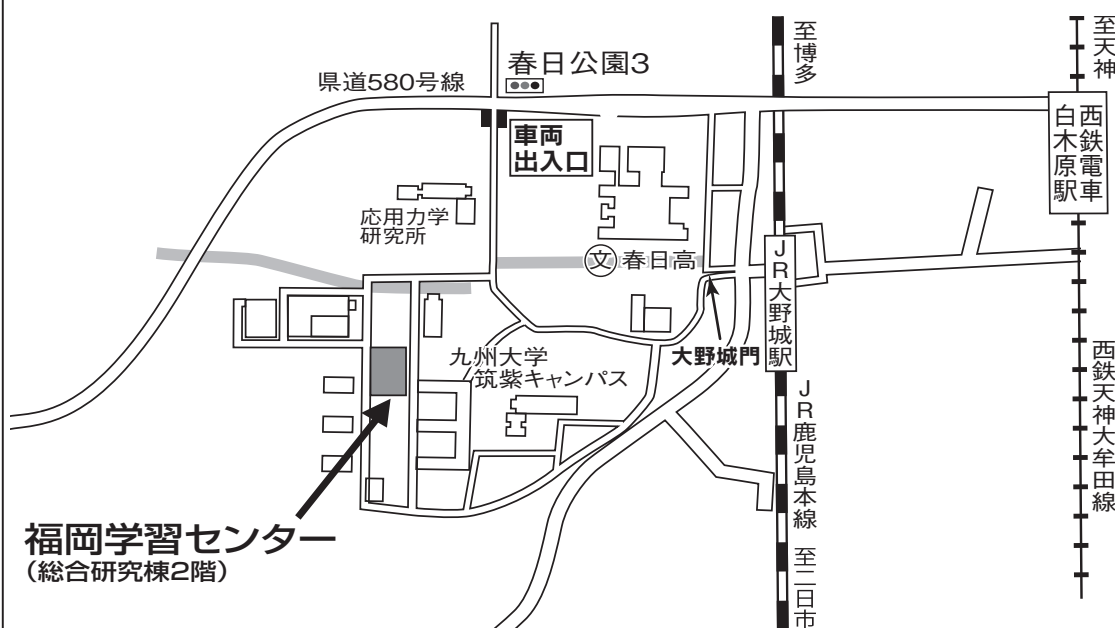 至博多
至天神
春日公園3
県道580号線
車両
出入口
西鉄電車
白木原駅
応用力学
研究所
文
春日高
JR大野城駅
大野城門
九州大学
筑紫キャンパス
西鉄天神大牟田線
JR鹿児島本線
福岡学習センター
(総合研究棟2階)
至二日市